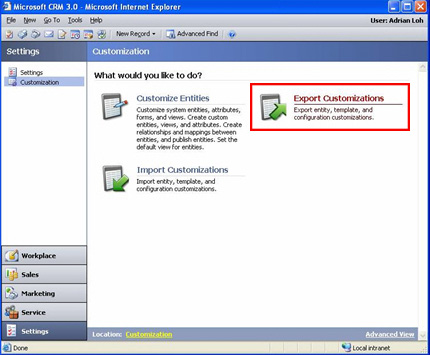 Microsoft CRM 3.0 - Microsoft Internet Explorer
File New Go To Tools Help User: Adrian Loh
New Record Advanced Find
Settings
Customization
Settings
Customization
What would you like to do?
Customize Entities
Customize system entities, attributes,
forms, and views. Create custom
entities, views, and attributes. Create
relationships and mappings between
entities, and publish entities. Set the
default view for entities.
Export Customizations
Export entity, template, and
configuration customizations.
Import Customizations
Import entity, template, and
configuration customizations.
Workplace
Sales
Marketing
Service
Settings
Location: Customization Advanced View
Done Local intranet